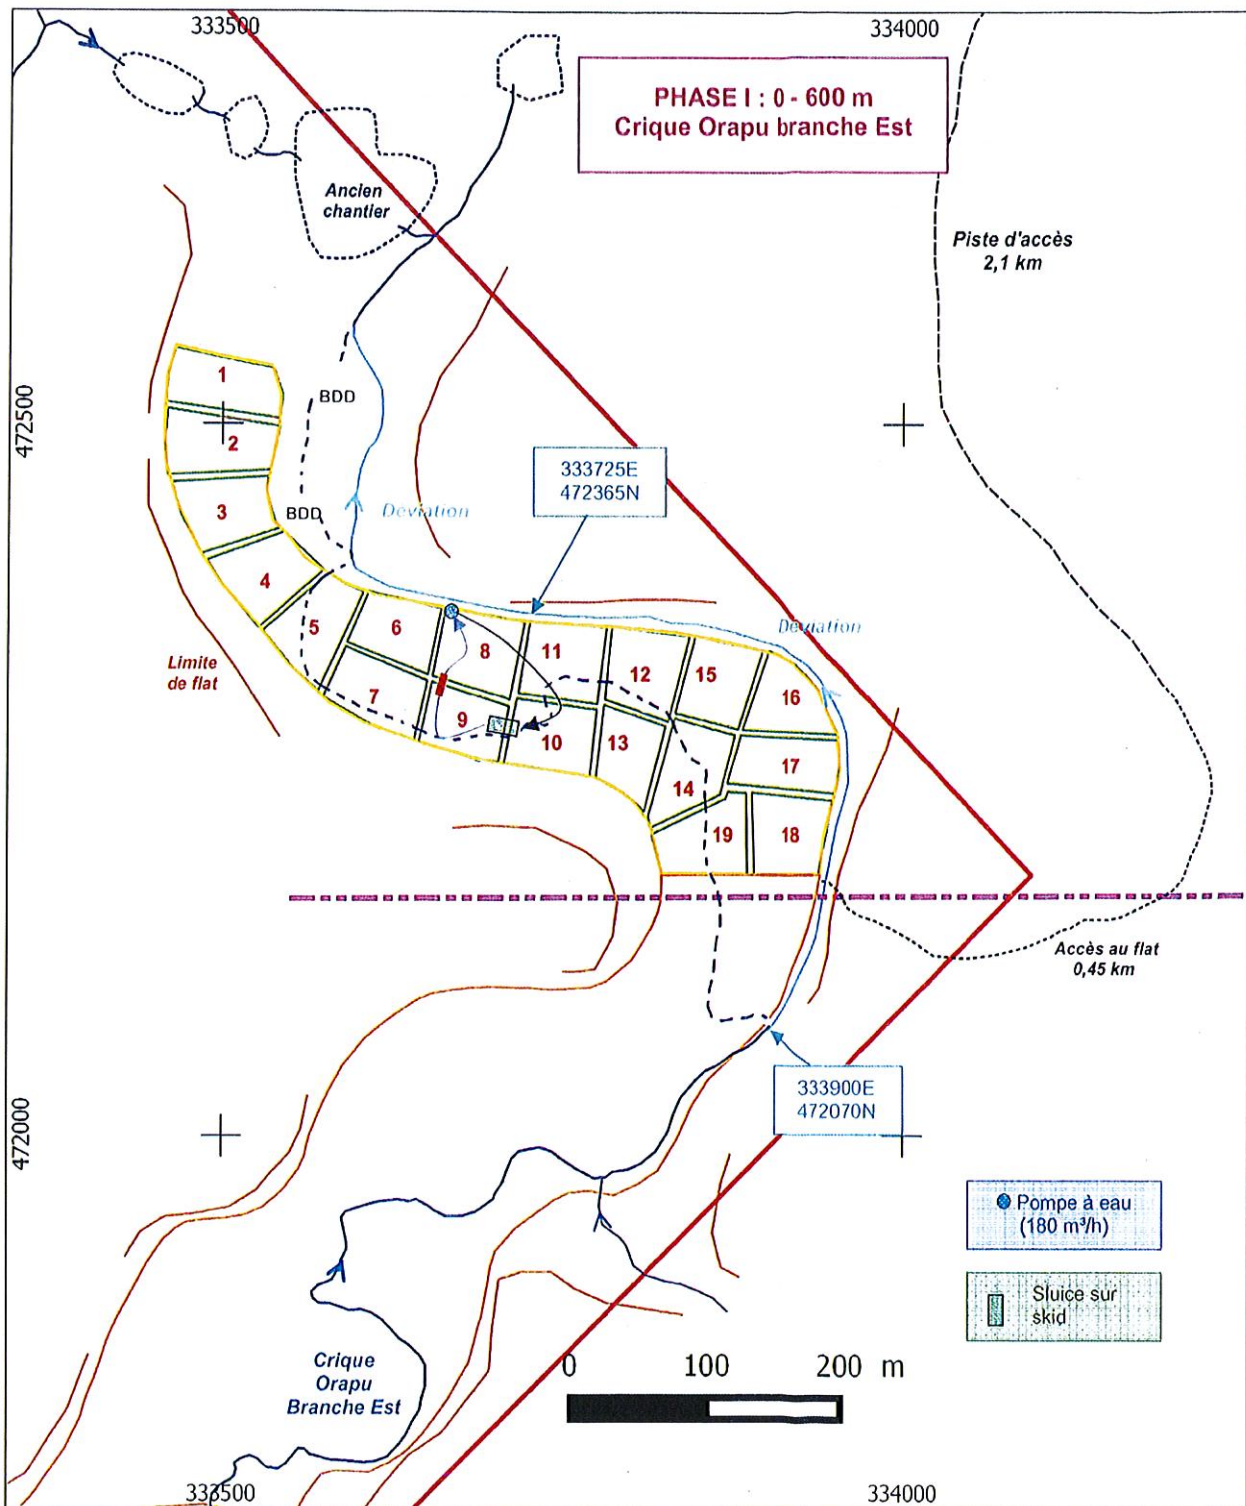 333500
334000
PHASE I : 0 - 600 m
Crique Orapu branche Est
Ancien
chantier
Piste d'accès
2,1 km
472500
1
BDD
2
333725E
472365N
3
BDD
Déviation
4
5
6
8
11
12
15
Déviation
16
Limite
de flat
7
9
10
13
14
17
19
18
Accès au flat
0,45 km
333900E
472070N
472000
Pompe à eau
(180 m³/h)
Sluice sur
skid
0 100 200 m
Crique
Orapu
Branche Est
333500
334000